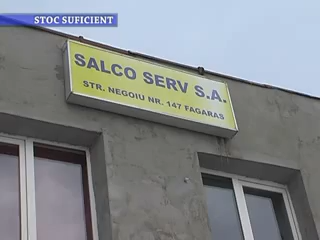 STOC SUFICIENT
SALCO SERV S.A.
STR. NEGOIU NR. 147 FAGARAS